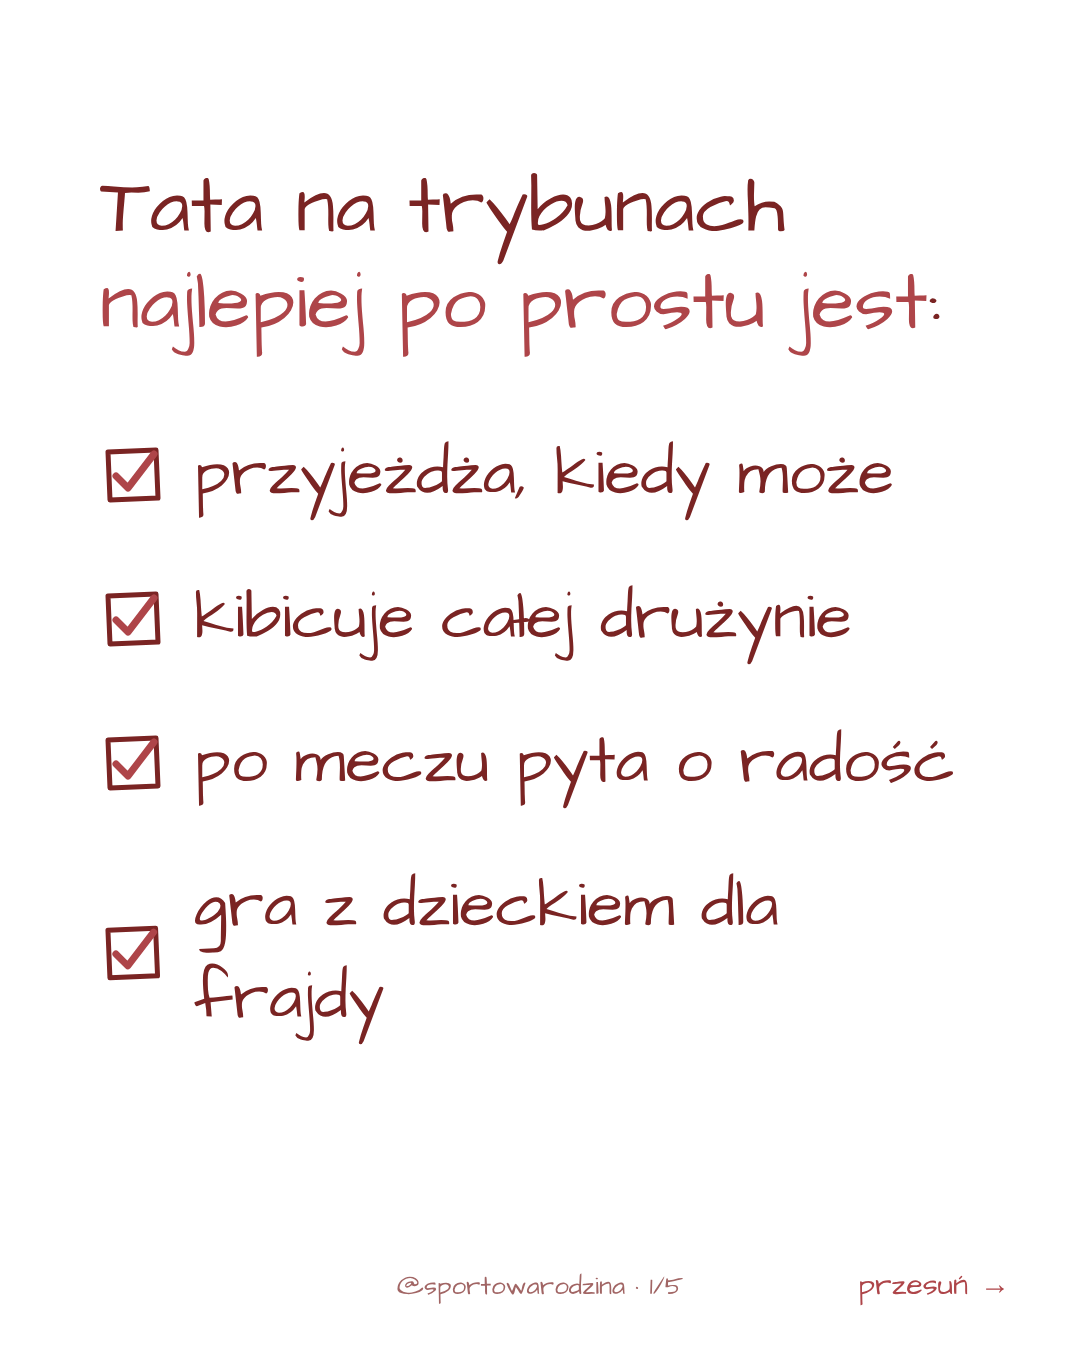 Tata na trybunach
najlepiej po prostu jest:
przyjeżdża, kiedy może
kibicuje całej drużynie
po meczu pyta o radość
gra z dzieckiem dla
frajdy
@sportowarodzina · 1/5
przesuń →